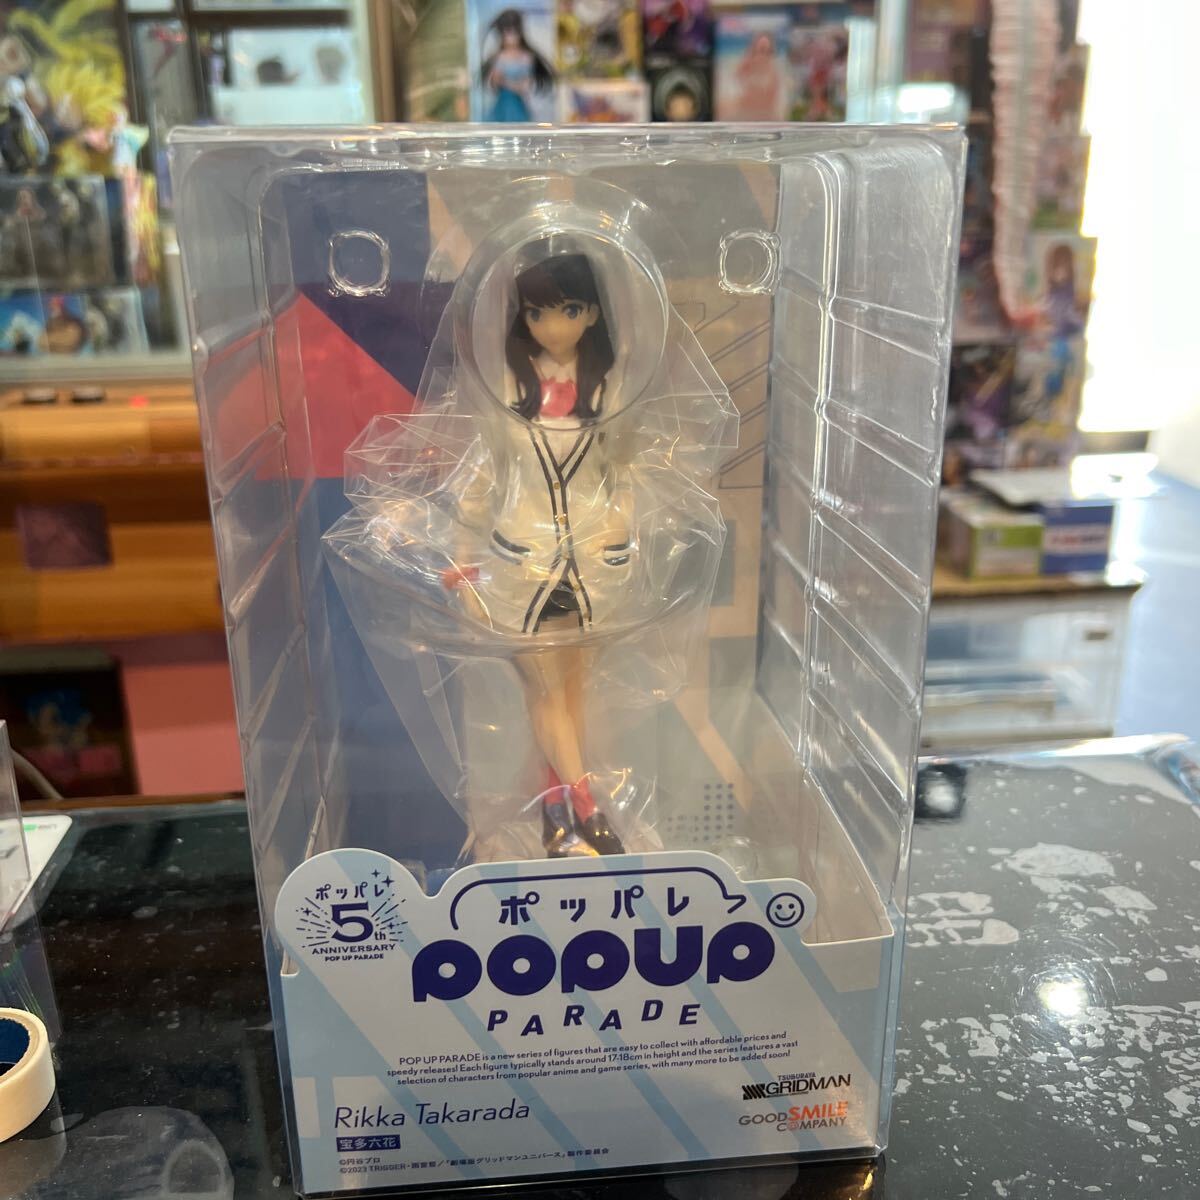 ポッパレ
5th
ANNIVERSARY
POP UP PARADE
ポッパレ
POPUP
PARADE
POP UP PARADE is a new series of figures that are easy to collect with affordable prices and
speedy releases! Each figure typically stands around 17-18cm in height and the series features a vast
selection of characters from popular anime and game series, with many more to be added soon!
TSUBURAYA
GRIDMAN
GOOD SMILE
COMPANY
Rikka Takarada
宝多六花
©円谷プロ
©2023 TRIGGER・雨宮哲/「劇場版グリッドマンユニバース」製作委員会